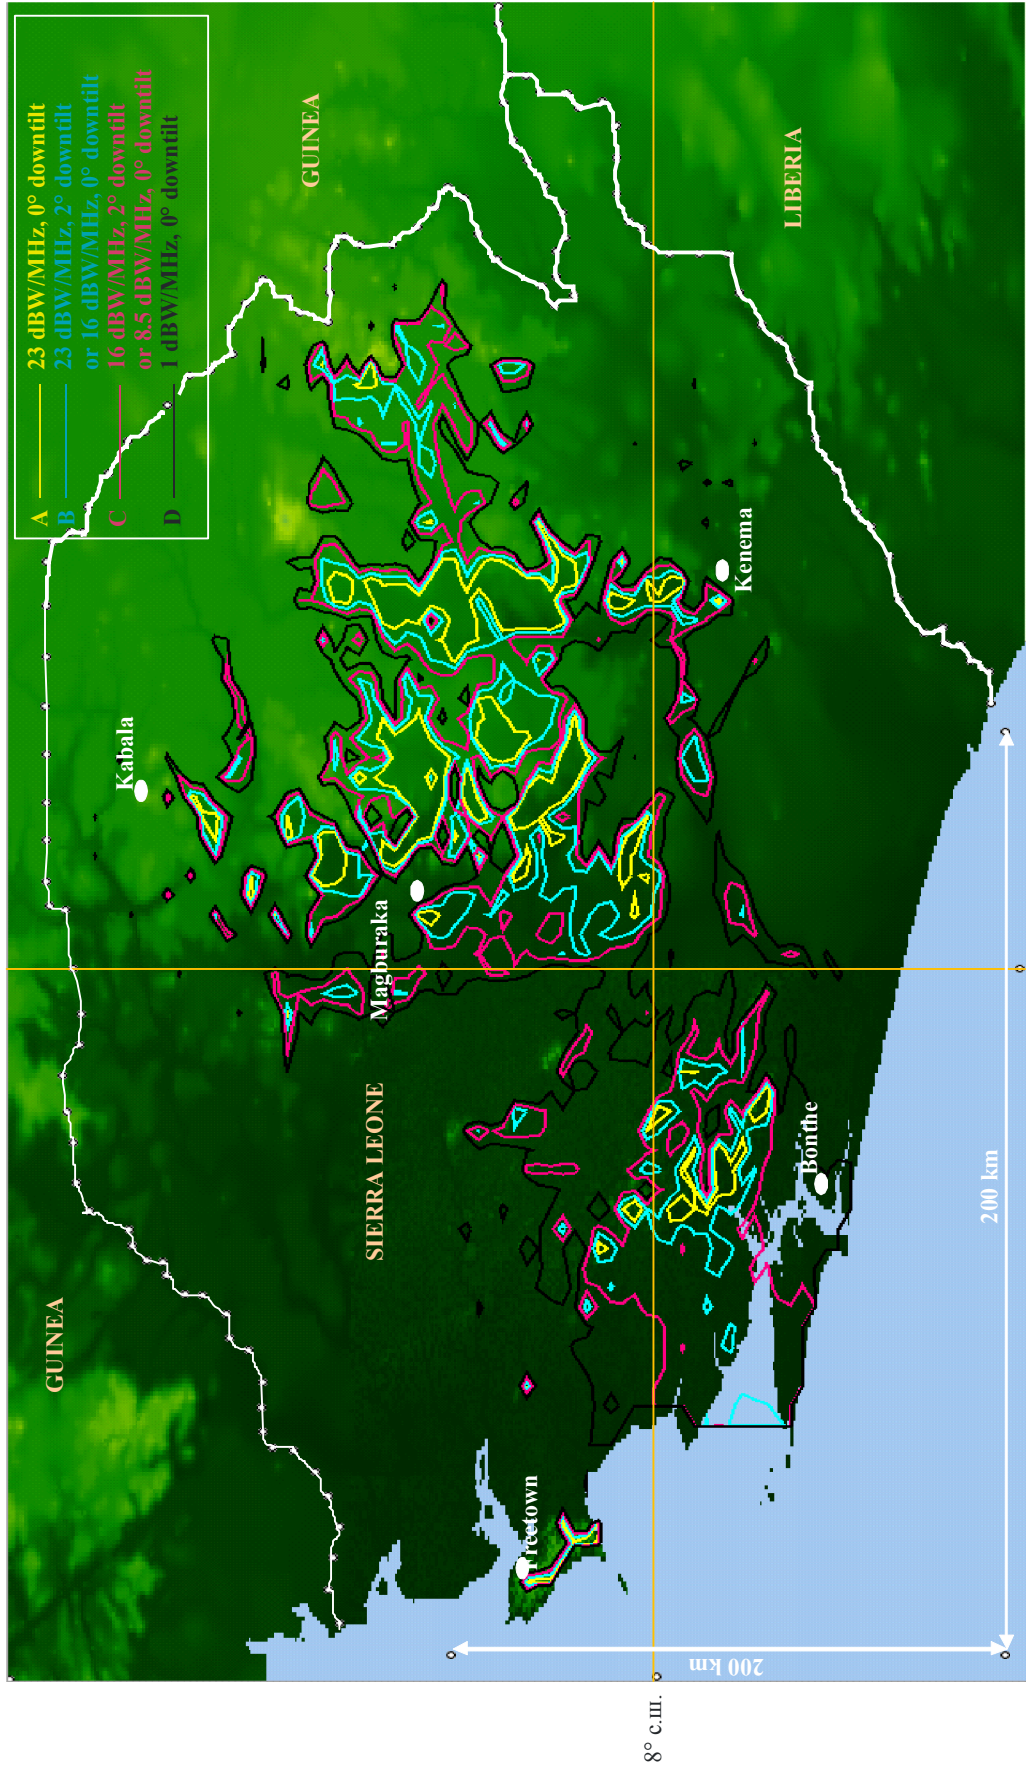 A 23 dBW/MHz, 0° downtilt
B 23 dBW/MHz, 2° downtilt
or 16 dBW/MHz, 0° downtilt
C 16 dBW/MHz, 2° downtilt
or 8.5 dBW/MHz, 0° downtilt
D 1 dBW/MHz, 0° downtilt
GUINEA
GUINEA
LIBERIA
Kabala
Kenema
Magburaka
SIERRA LEONE
Bonthe
Freetown
200 km
200 km
8° с.ш.